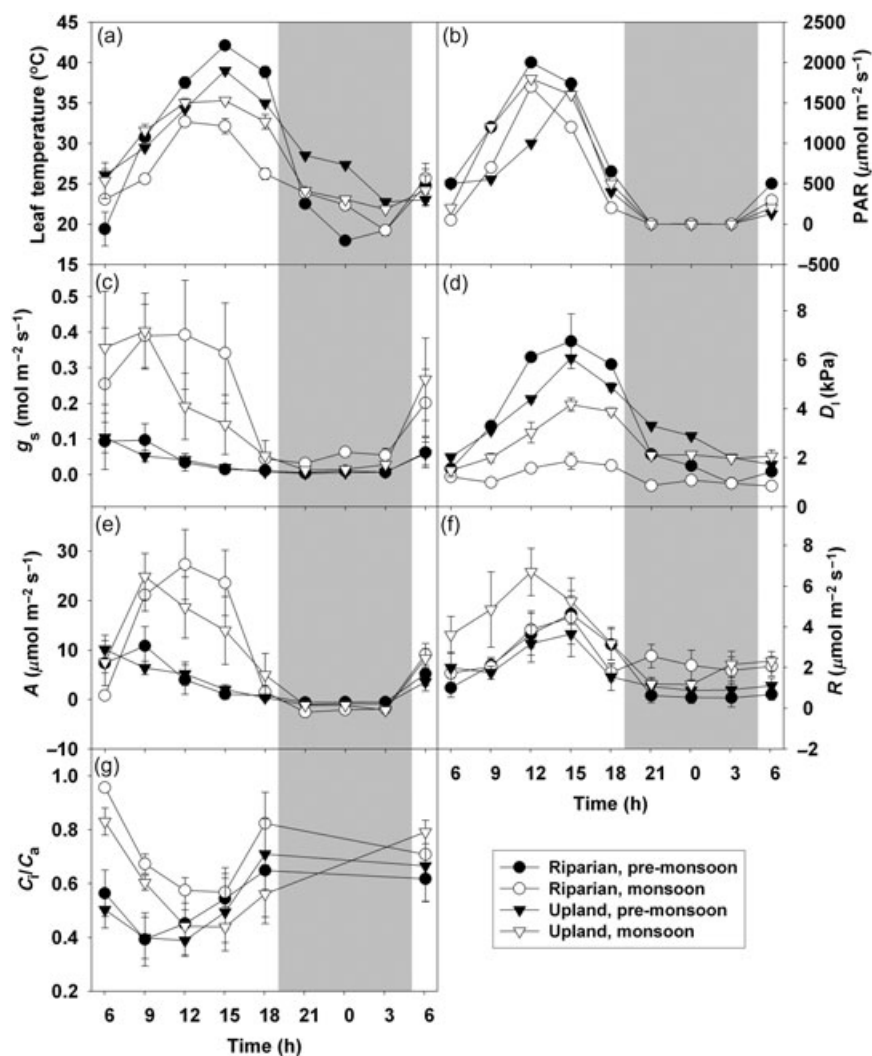 (a)
45
40
35
30
25
20
15
Leaf temperature (°C)
(b)
2500
2000
1500
1000
500
0
−500
PAR (μmol m−2 s−1)
(c)
0.5
0.4
0.3
0.2
0.1
0.0
gs (mol m−2 s−1)
(d)
8
6
4
2
0
Dl (kPa)
(e)
30
20
10
0
−10
A (μmol m−2 s−1)
(f)
8
6
4
2
0
−2
R (μmol m−2 s−1)
6 9 12 15 18 21 0 3 6
Time (h)
(g)
1.0
0.8
0.6
0.4
0.2
Ci/Ca
6 9 12 15 18 21 0 3 6
Time (h)
Riparian, pre-monsoon
Riparian, monsoon
Upland, pre-monsoon
Upland, monsoon